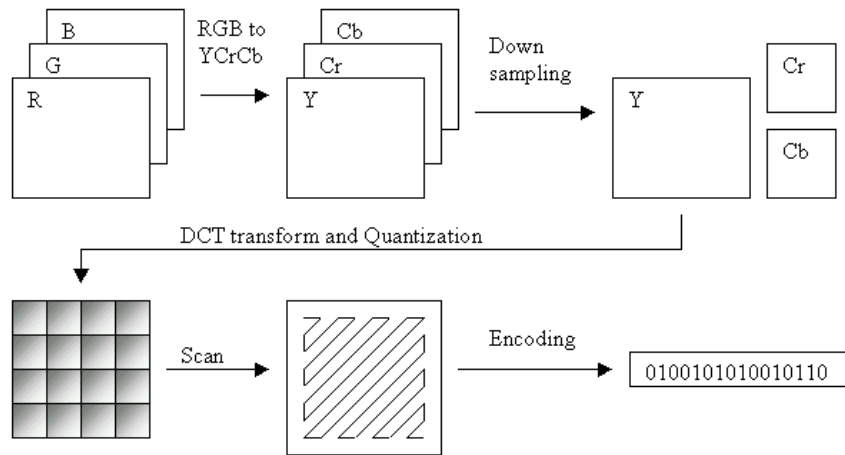 B
G
R
RGB to
YCrCb
Cb
Cr
Y
Down
sampling
Y
Cr
Cb
DCT transform and Quantization
Scan
Encoding
0100101010010110